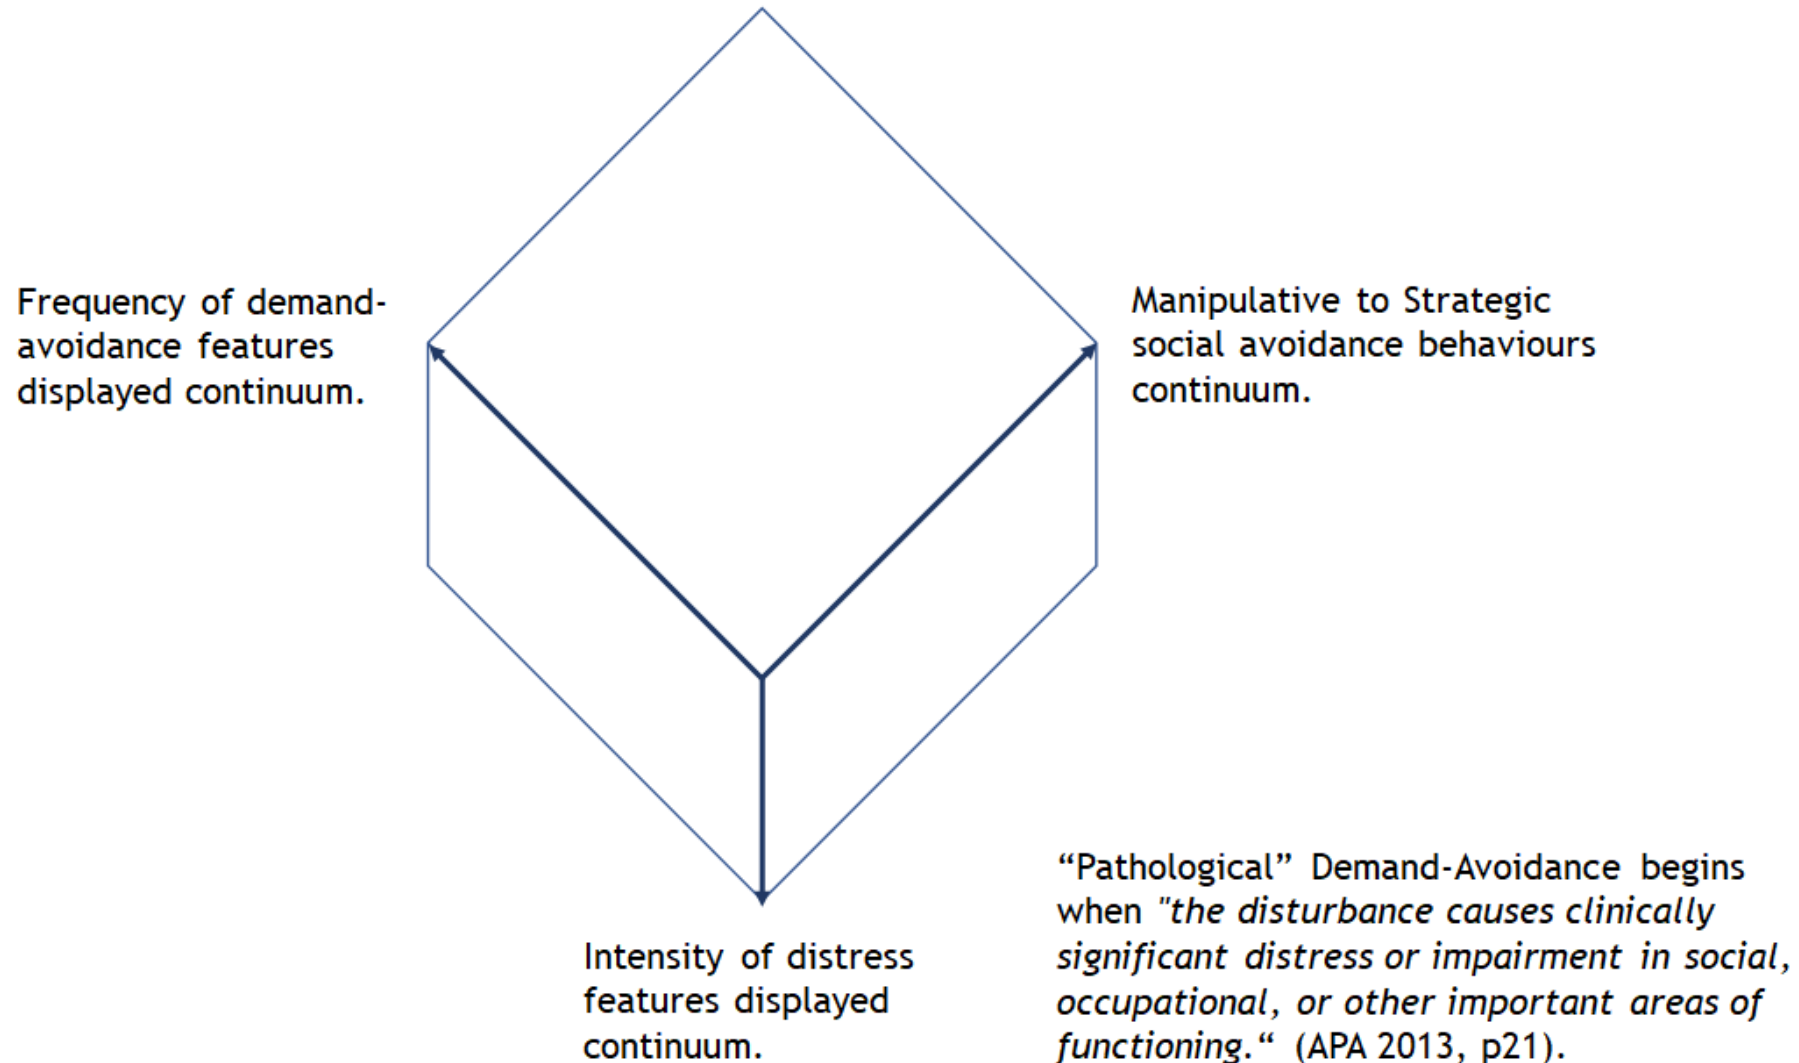 Frequency of demand-
avoidance features
displayed continuum.
Manipulative to Strategic
social avoidance behaviours
continuum.
Intensity of distress
features displayed
continuum.
“Pathological” Demand-Avoidance begins
when "the disturbance causes clinically
significant distress or impairment in social,
occupational, or other important areas of
functioning.“ (APA 2013, p21).